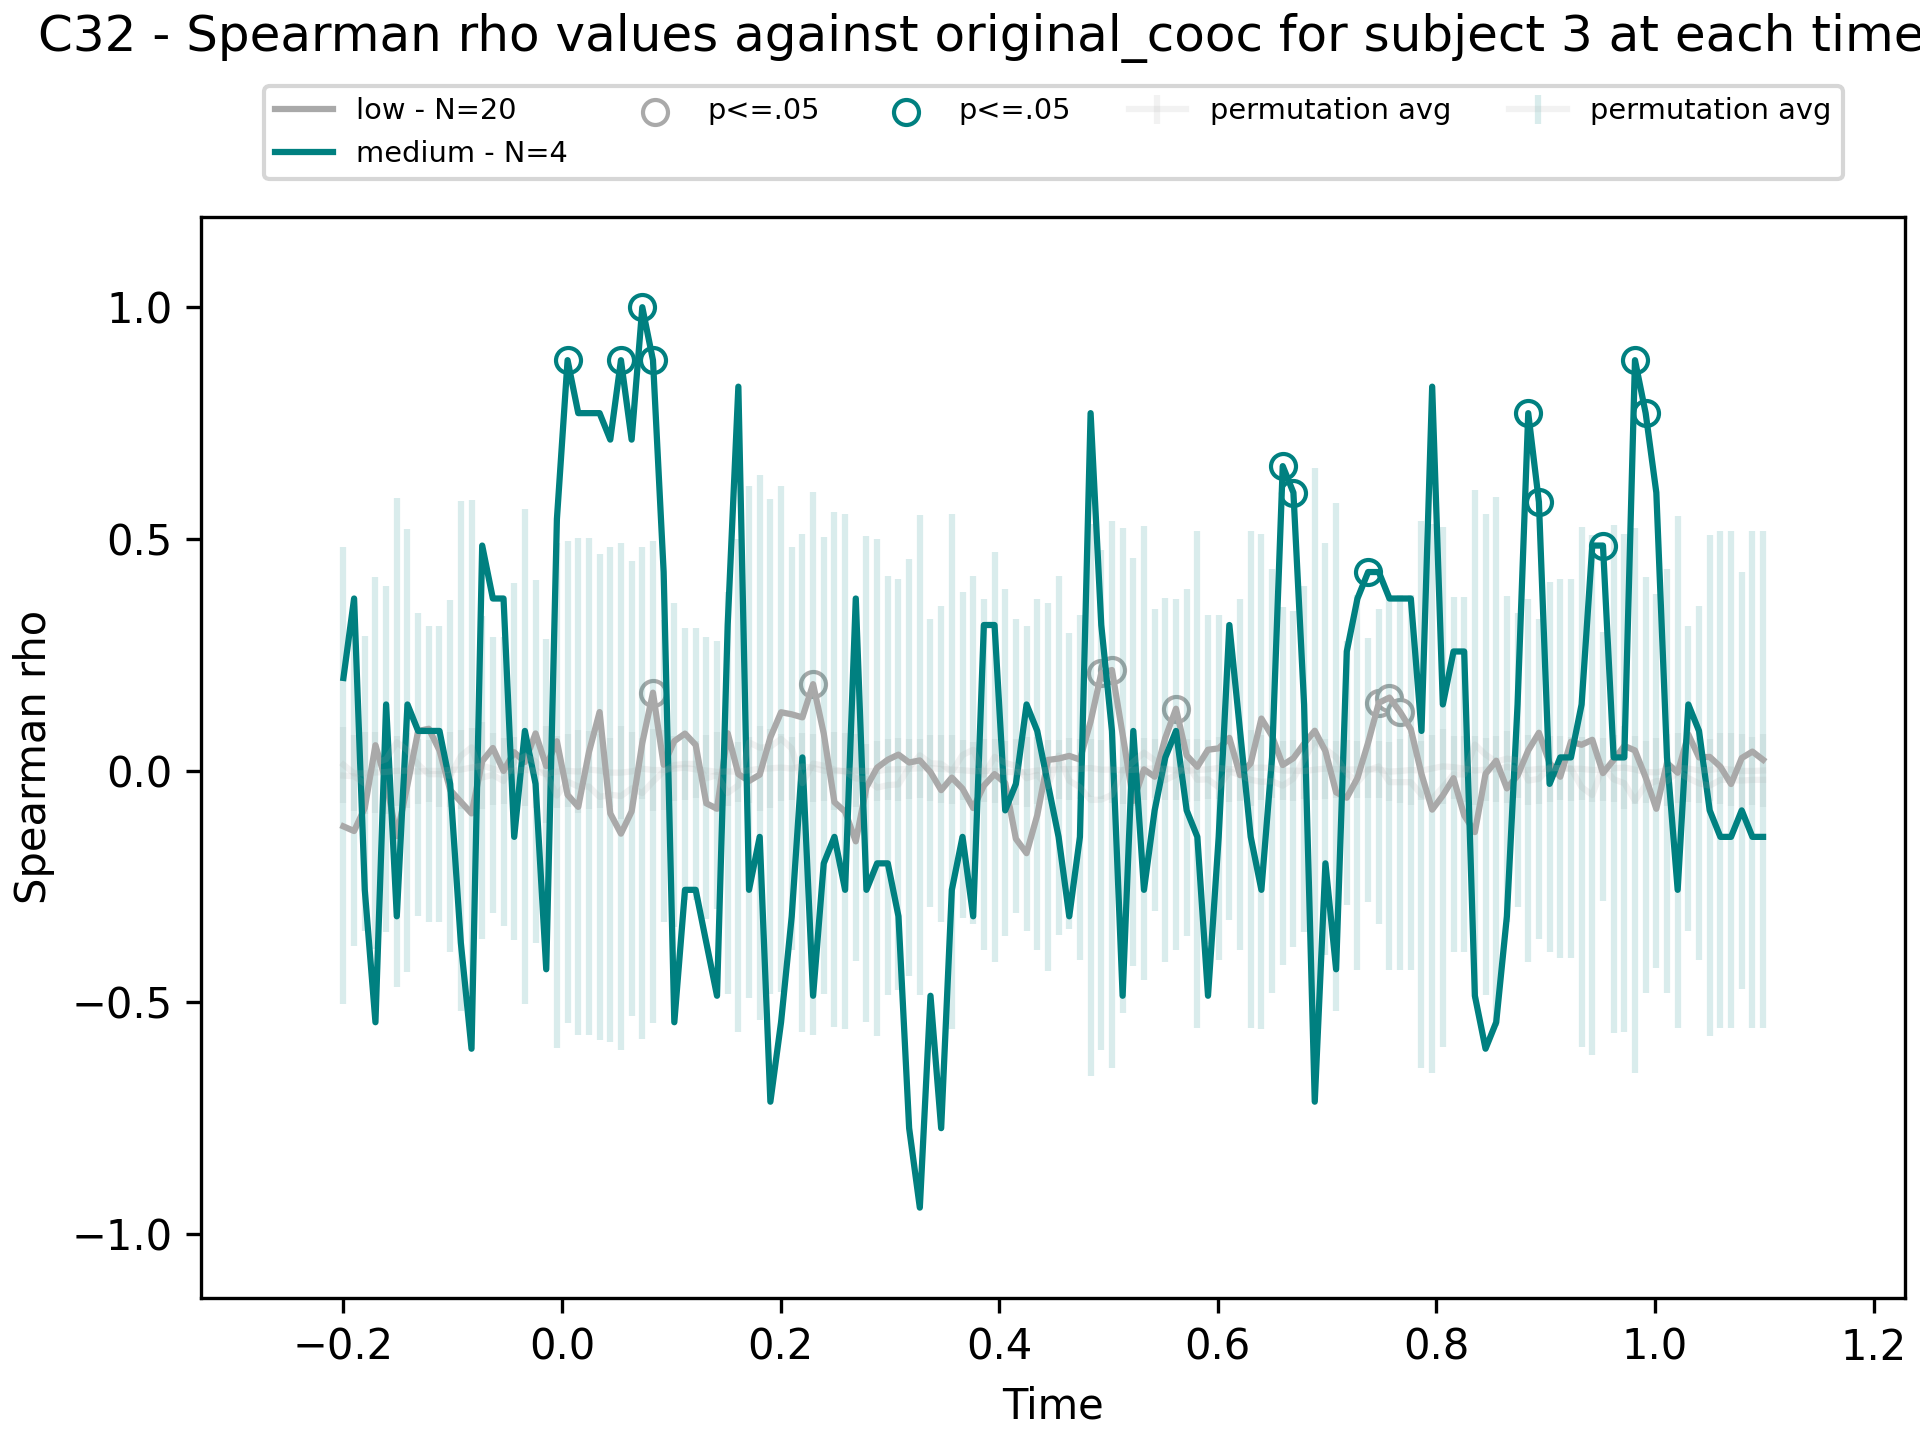 C32 - Spearman rho values against original_cooc for subject 3 at each time
low - N=20 p<=.05 p<=.05 permutation avg permutation avg
medium - N=4
Spearman rho
1.0
0.5
0.0
−0.5
−1.0
−0.2 0.0 0.2 0.4 0.6 0.8 1.0 1.2
Time